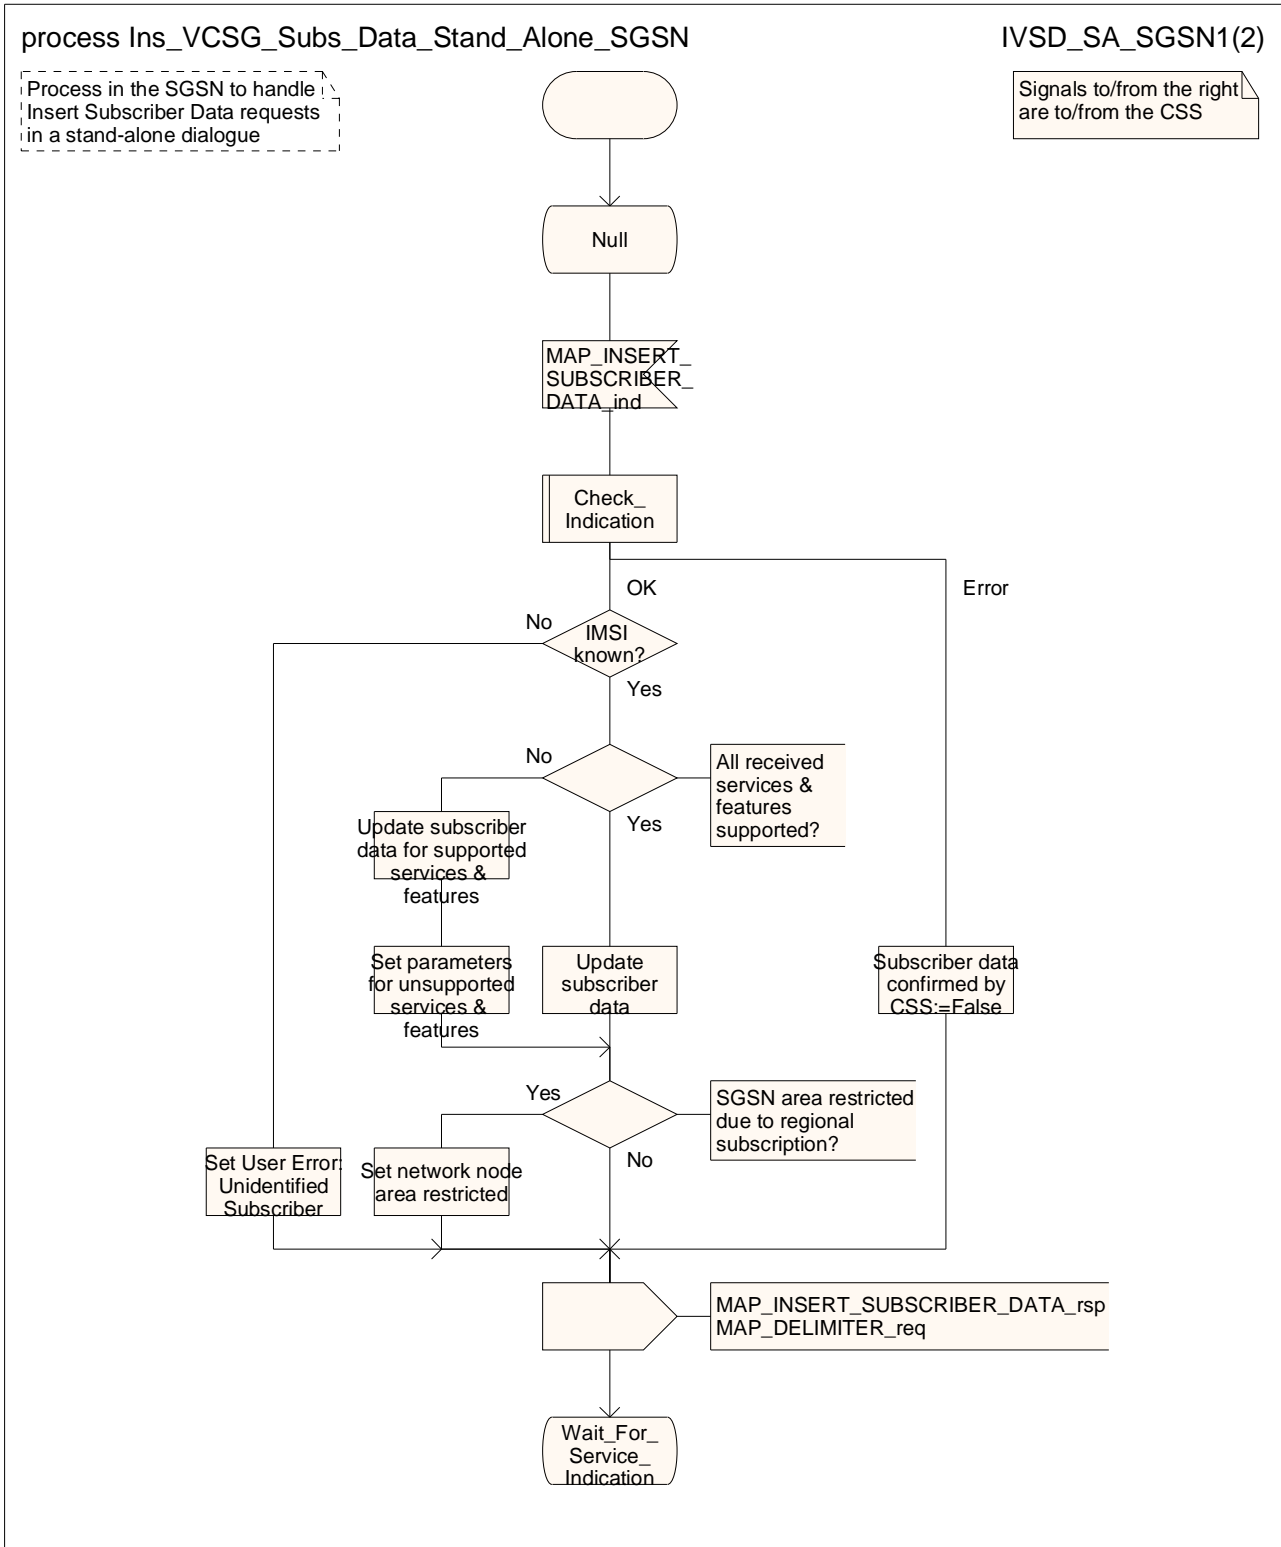 process Ins_VCSG_Subs_Data_Stand_Alone_SGSN
IVSD_SA_SGSN1(2)
Process in the SGSN to handle
Insert Subscriber Data requests
in a stand-alone dialogue
Signals to/from the right
are to/from the CSS
Null
MAP_INSERT_
SUBSCRIBER_
DATA_ind
Check_
Indication
OK
Error
No
IMSI
known?
Yes
No
All received
services &
features
supported?
Yes
Update subscriber
data for supported
services &
features
Set parameters
for unsupported
services &
features
Update
subscriber
data
Subscriber data
confirmed by
CSS:=False
Yes
SGSN area restricted
due to regional
subscription?
No
Set User Error:
Unidentified
Subscriber
Set network node
area restricted
MAP_INSERT_SUBSCRIBER_DATA_rsp
MAP_DELIMITER_req
Wait_For_
Service_
Indication